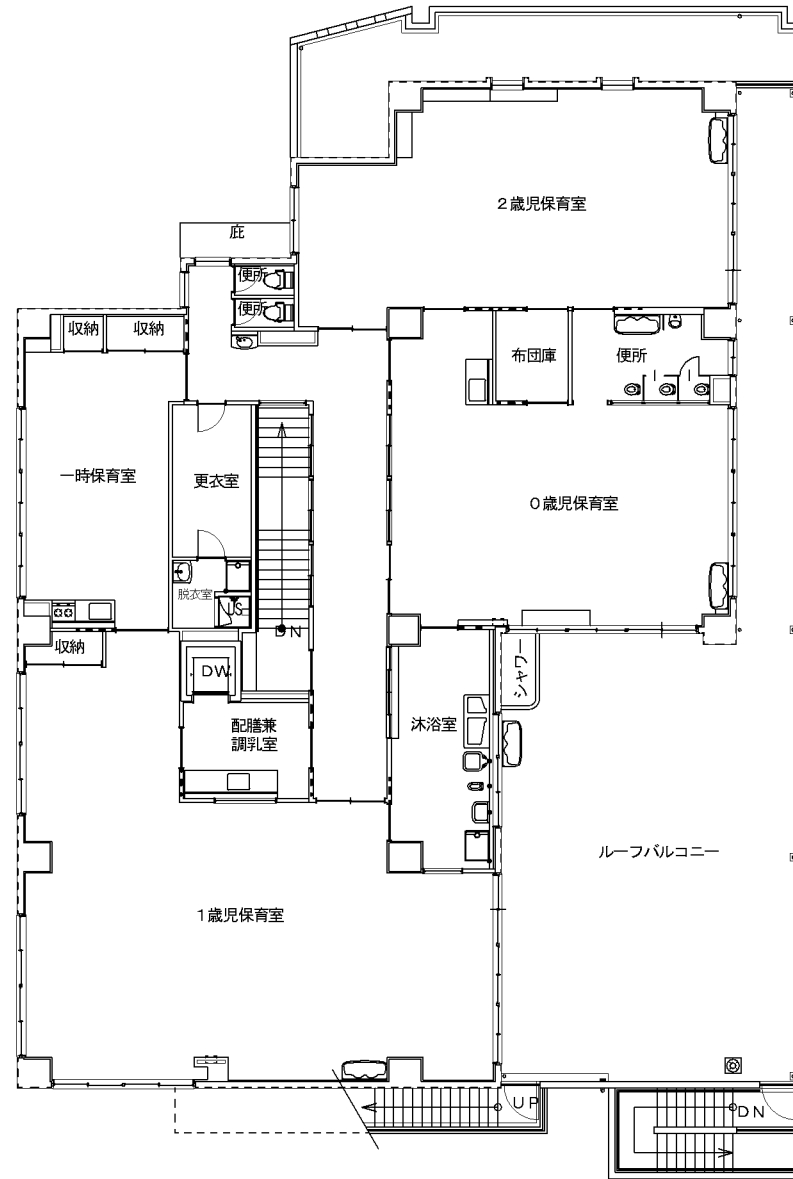 ２歳児保育室
庇
便所
便所
収納
収納
布団庫
便所
一時保育室
更衣室
０歳児保育室
脱衣室
US
DN
収納
DW
シャワー
配膳兼
調乳室
沐浴室
ルーフバルコニー
１歳児保育室
UP
DN